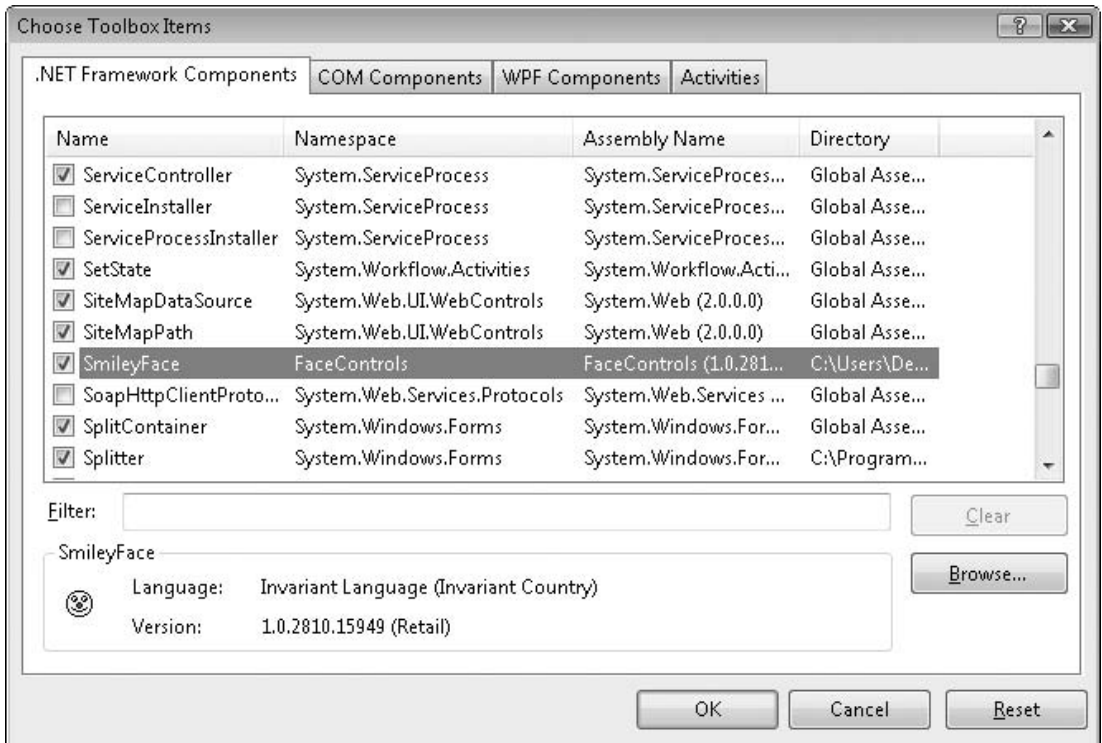 Choose Toolbox Items
.NET Framework Components COM Components WPF Components Activities
Name Namespace Assembly Name Directory
ServiceController System.ServiceProcess System.ServiceProces... Global Asse...
ServiceInstaller System.ServiceProcess System.ServiceProces... Global Asse...
ServiceProcessInstaller System.ServiceProcess System.ServiceProces... Global Asse...
SetState System.Workflow.Activities System.Workflow.Acti... Global Asse...
SiteMapDataSource System.Web.UI.WebControls System.Web (2.0.0.0) Global Asse...
SiteMapPath System.Web.UI.WebControls System.Web (2.0.0.0) Global Asse...
SmileyFace FaceControls FaceControls (1.0.281... C:\Users\De...
SoapHttpClientProto... System.Web.Services.Protocols System.Web.Services ... Global Asse...
SplitContainer System.Windows.Forms System.Windows.For... Global Asse...
Splitter System.Windows.Forms System.Windows.For... C:\Program...
Filter: Clear
SmileyFace
Browse...
Language: Invariant Language (Invariant Country)
Version: 1.0.2810.15949 (Retail)
OK Cancel Reset